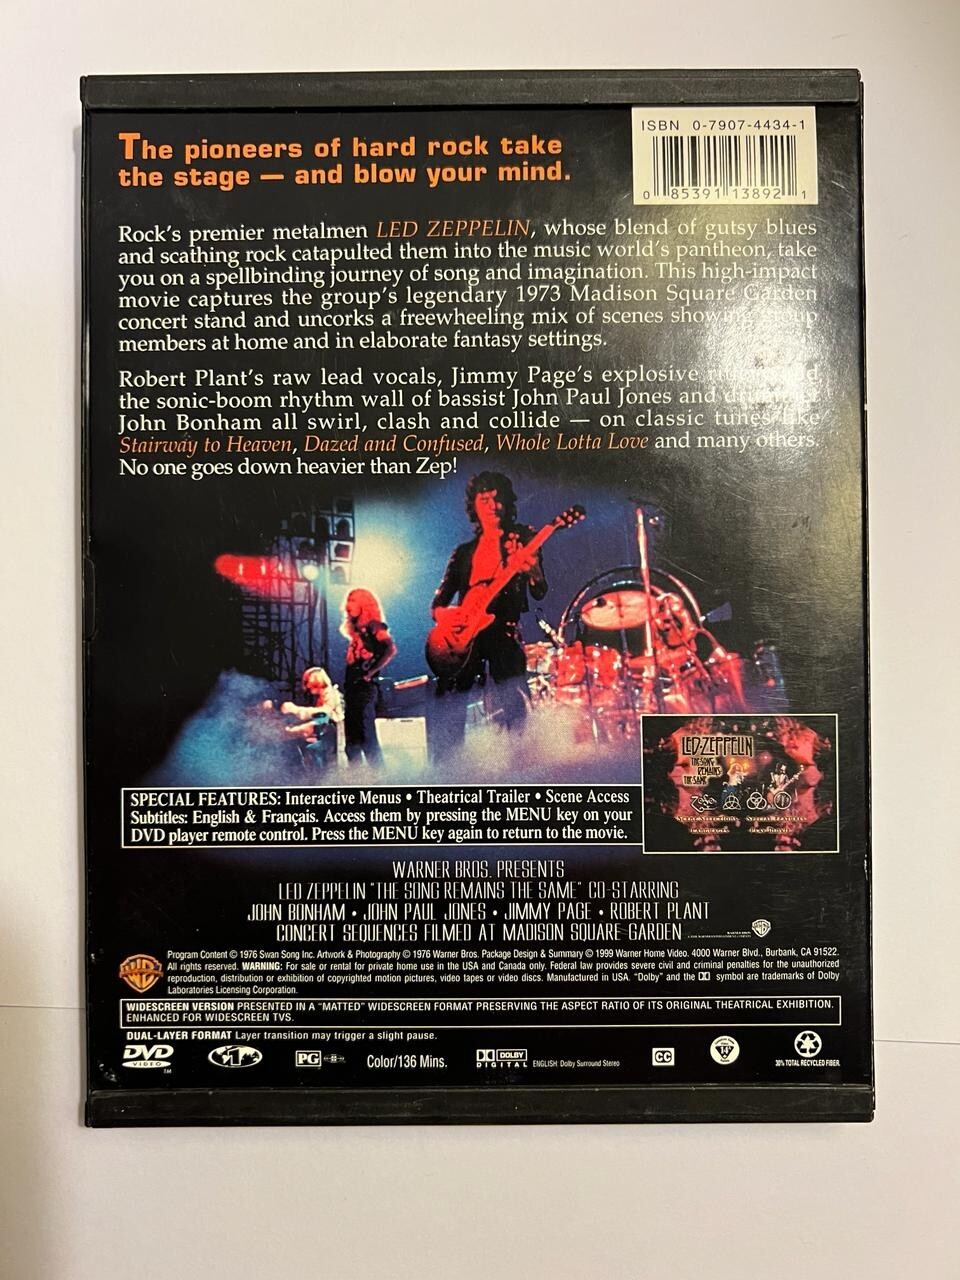 ISBN 0-7907-4434-1
0 85391 13892 1
The pioneers of hard rock take
the stage — and blow your mind.
Rock's premier metalmen LED ZEPPELIN, whose blend of gutsy blues
and scathing rock catapulted them into the music world's pantheon, take
you on a spellbinding journey of song and imagination. This high-impact
movie captures the group's legendary 1973 Madison Square Garden
concert stand and uncorks a freewheeling mix of scenes showing group
members at home and in elaborate fantasy settings.
Robert Plant's raw lead vocals, Jimmy Page's explosive
the sonic-boom rhythm wall of bassist John Paul Jones and drummer
John Bonham all swirl, clash and collide — on classic tunes like
Stairway to Heaven, Dazed and Confused, Whole Lotta Love and many others.
No one goes down heavier than Zep!
LED-ZEPPELIN
THE SONG
REMAINS
THE SAME
SCENE SELECTIONS SPECIAL FEATURES
LANGUAGES PLAY MOVIE
SPECIAL FEATURES: Interactive Menus • Theatrical Trailer • Scene Access
Subtitles: English & Français. Access them by pressing the MENU key on your
DVD player remote control. Press the MENU key again to return to the movie.
WARNER BROS. PRESENTS
LED ZEPPELIN "THE SONG REMAINS THE SAME" CO-STARRING
JOHN BONHAM • JOHN PAUL JONES • JIMMY PAGE • ROBERT PLANT
CONCERT SEQUENCES FILMED AT MADISON SQUARE GARDEN
Program Content © 1976 Swan Song Inc. Artwork & Photography © 1976 Warner Bros. Package Design & Summary © 1999 Warner Home Video. 4000 Warner Blvd., Burbank, CA 91522.
All rights reserved. WARNING: For sale or rental for private home use in the USA and Canada only. Federal law provides severe civil and criminal penalties for the unauthorized
reproduction, distribution or exhibition of copyrighted motion pictures, video tapes or video discs. Manufactured in USA. "Dolby" and the DD symbol are trademarks of Dolby
Laboratories Licensing Corporation.
WIDESCREEN VERSION PRESENTED IN A "MATTED" WIDESCREEN FORMAT PRESERVING THE ASPECT RATIO OF ITS ORIGINAL THEATRICAL EXHIBITION.
ENHANCED FOR WIDESCREEN TVS.
DUAL-LAYER FORMAT Layer transition may trigger a slight pause.
DVD VIDEO TM 1 PG Color/136 Mins. DOLBY DIGITAL ENGLISH: Dolby Surround Stereo CC 14 30% TOTAL RECYCLED FIBER.